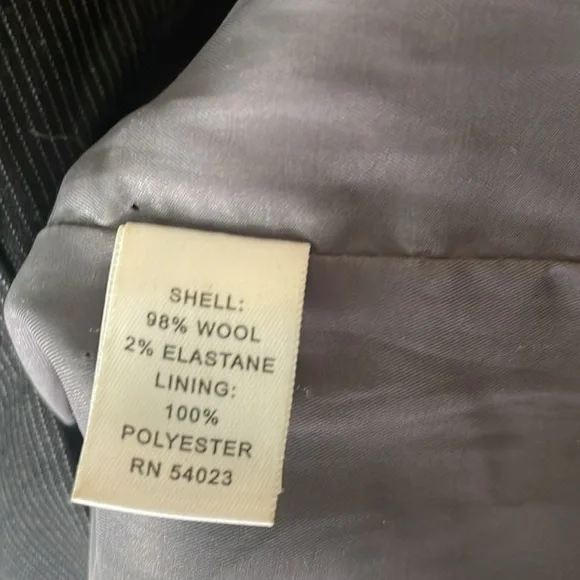 SHELL:
98% WOOL
2% ELASTANE
LINING:
100%
POLYESTER
RN 54023